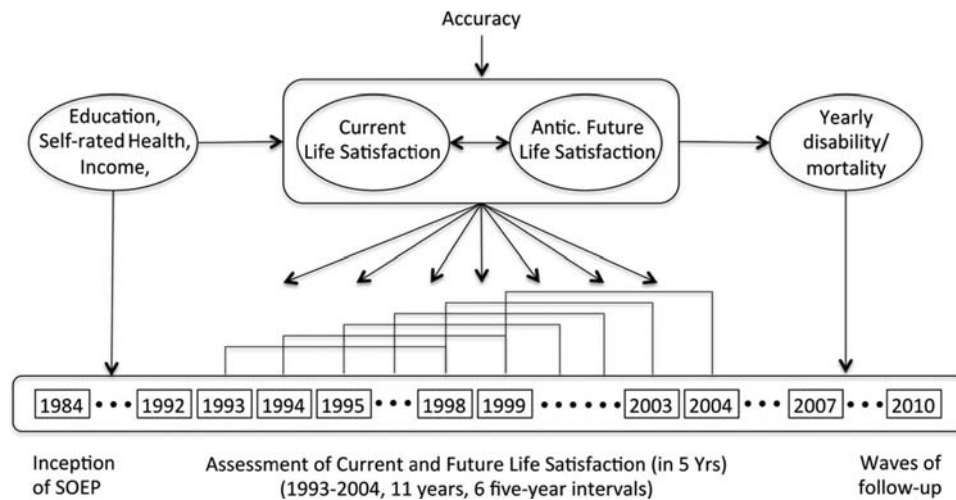 Accuracy
Education,
Self-rated Health,
Income,
Current
Life Satisfaction
Antic. Future
Life Satisfaction
Yearly
disability/
mortality
1984 ••• 1992 1993 1994 1995 ••• 1998 1999 •••••• 2003 2004 ••• 2007 ••• 2010
Inception
of SOEP
Assessment of Current and Future Life Satisfaction (in 5 Yrs)
(1993-2004, 11 years, 6 five-year intervals)
Waves of
follow-up